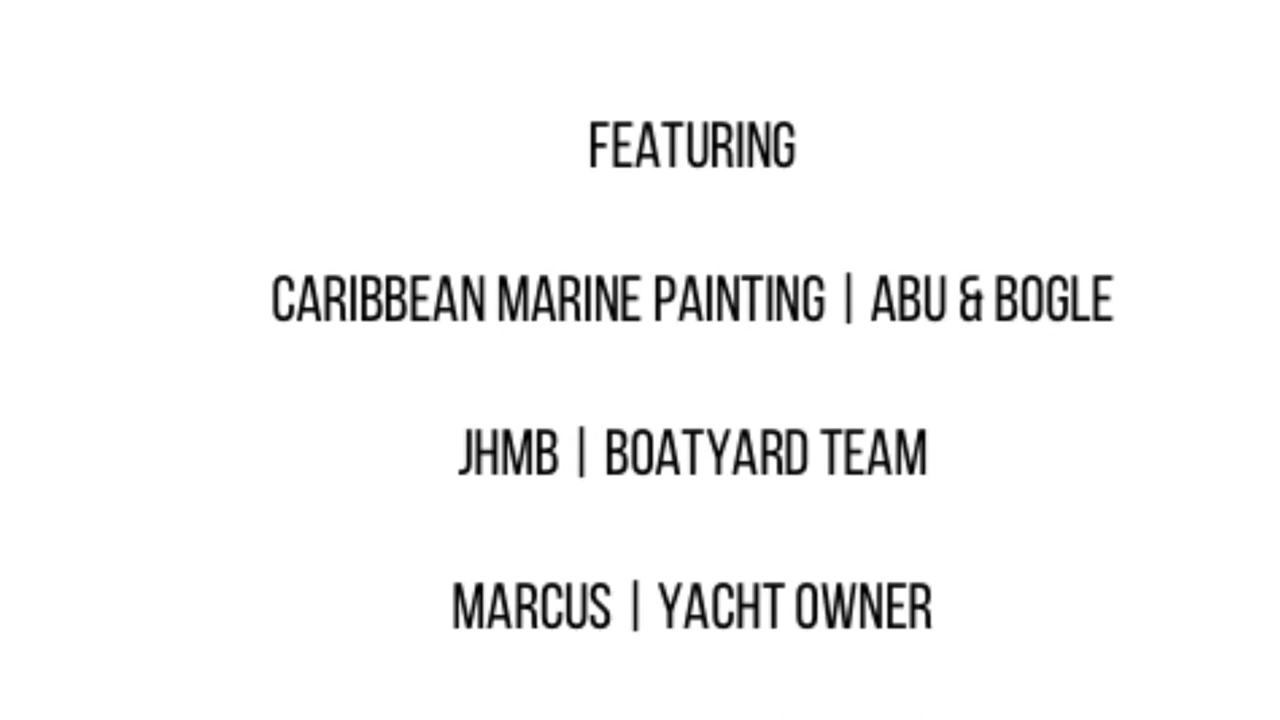 FEATURING
CARIBBEAN MARINE PAINTING | ABU & BOGLE
JHMB | BOATYARD TEAM
MARCUS | YACHT OWNER